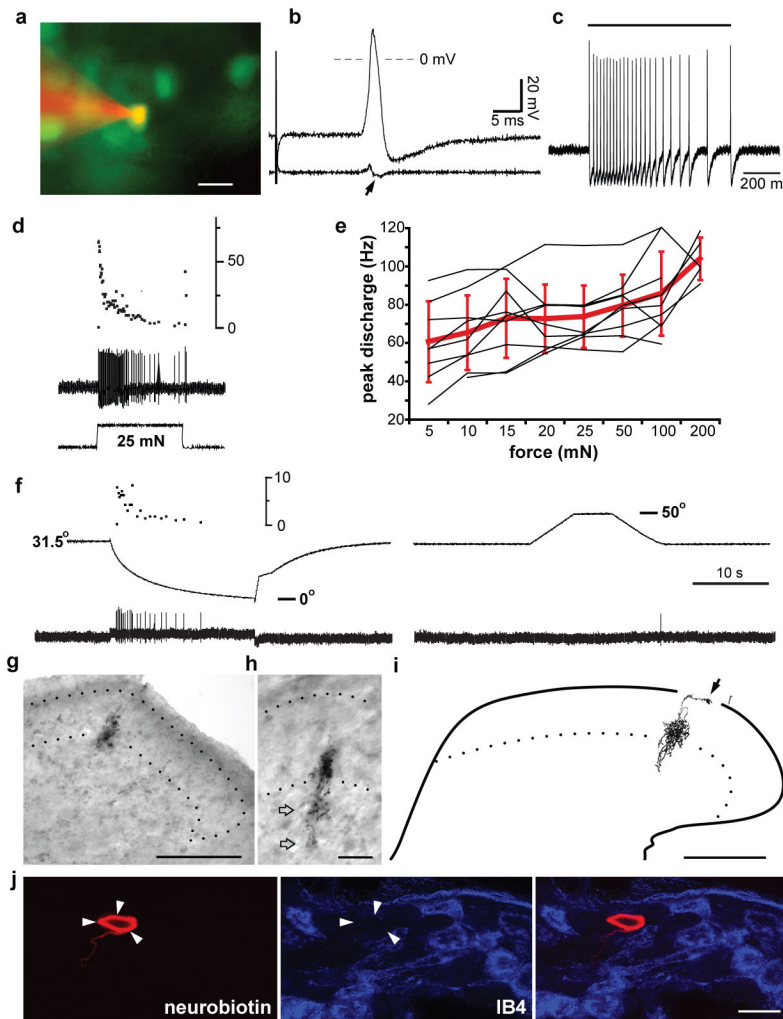 a
b
0 mV
20 mV
5 ms
c
200 m
d
50
0
25 mN
e
peak discharge (Hz)
120
100
80
60
40
20
5 10 15 20 25 50 100 200
force (mN)
f
10
0
31.5°
0°
50°
10 s
g
h
i
j
neurobiotin
IB4